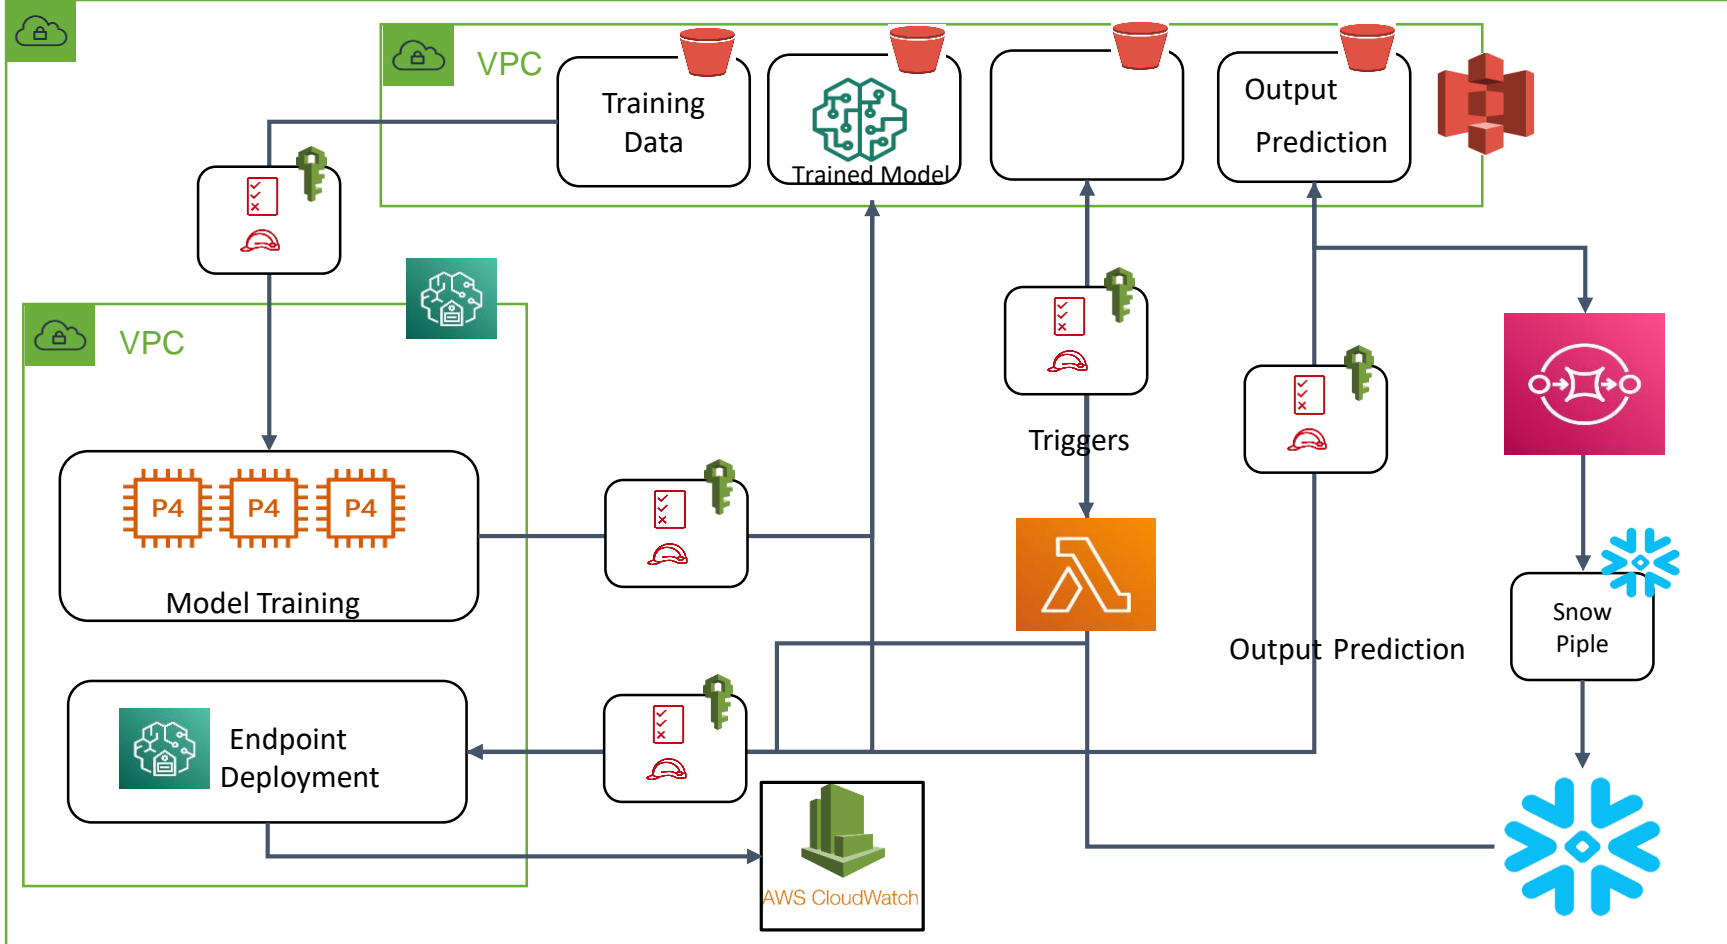 VPC
Training
Data
Trained Model
Output
Prediction
VPC
P4
P4
P4
Model Training
Triggers
Output Prediction
Snow
Piple
Endpoint
Deployment
AWS CloudWatch